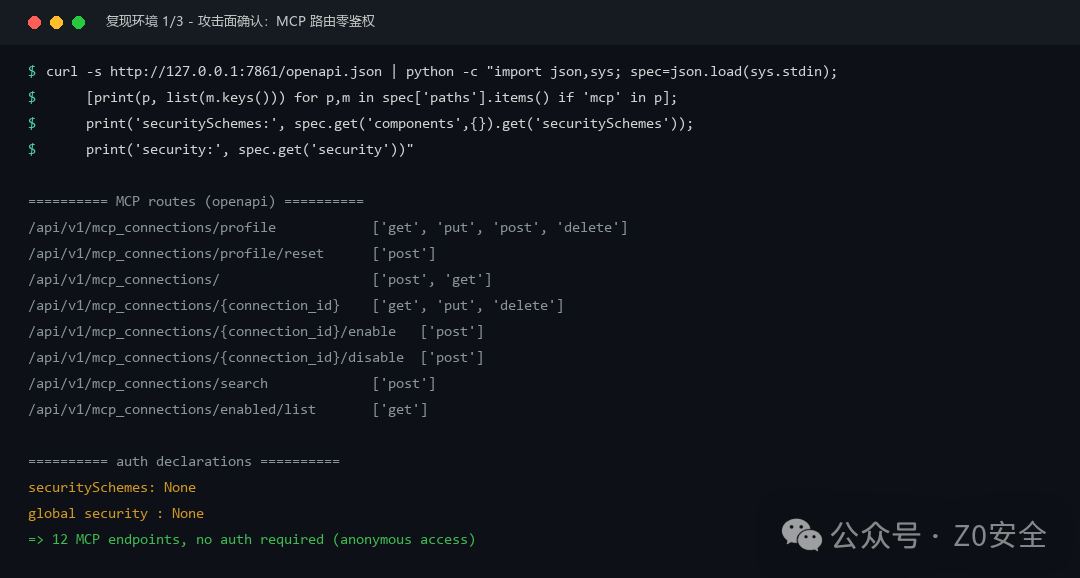 复现环境 1/3 - 攻击面确认: MCP 路由零鉴权
$ curl -s http://127.0.0.1:7861/openapi.json | python -c "import json,sys; spec=json.load(sys.stdin);
$ [print(p, list(m.keys())) for p,m in spec['paths'].items() if 'mcp' in p];
$ print('securitySchemes:', spec.get('components',{}).get('securitySchemes'));
$ print('security:', spec.get('security'))"
========== MCP routes (openapi) ==========
/api/v1/mcp_connections/profile ['get', 'put', 'post', 'delete']
/api/v1/mcp_connections/profile/reset ['post']
/api/v1/mcp_connections/ ['post', 'get']
/api/v1/mcp_connections/{connection_id} ['get', 'put', 'delete']
/api/v1/mcp_connections/{connection_id}/enable ['post']
/api/v1/mcp_connections/{connection_id}/disable ['post']
/api/v1/mcp_connections/search ['post']
/api/v1/mcp_connections/enabled/list ['get']
========== auth declarations ==========
securitySchemes: None
global security : None
=> 12 MCP endpoints, no auth required (anonymous access)
公众号 · Z0安全